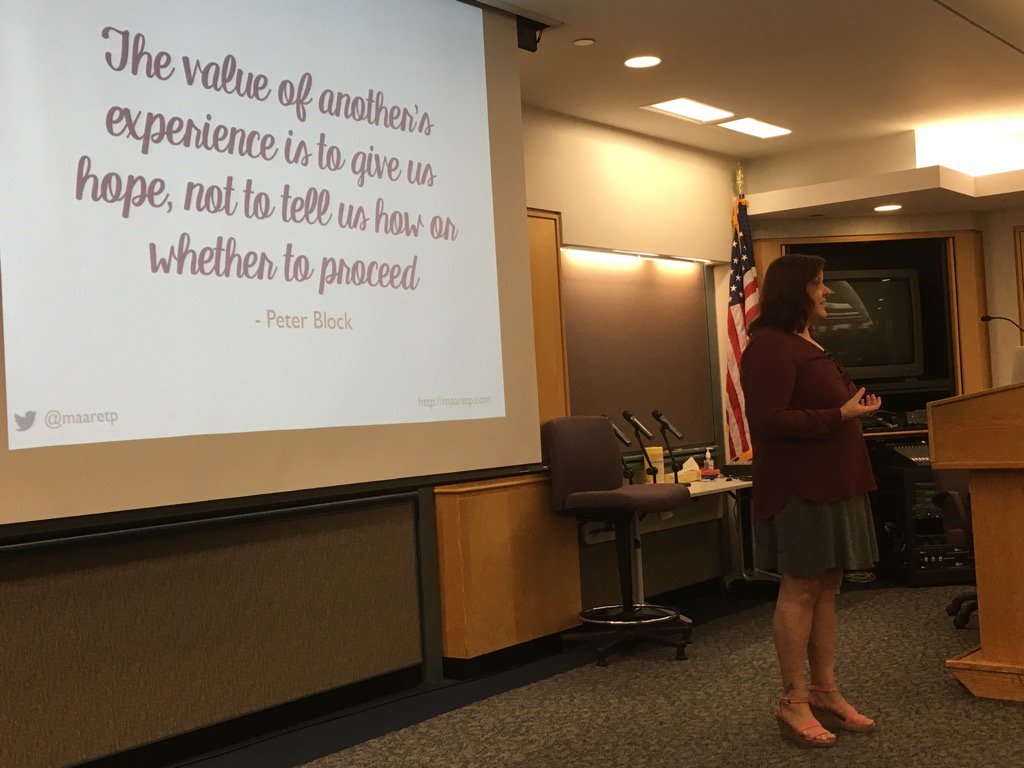 The value of another's
experience is to give us
hope, not to tell us how or
whether to proceed
- Peter Block
@maaretp
http://maaretp.com